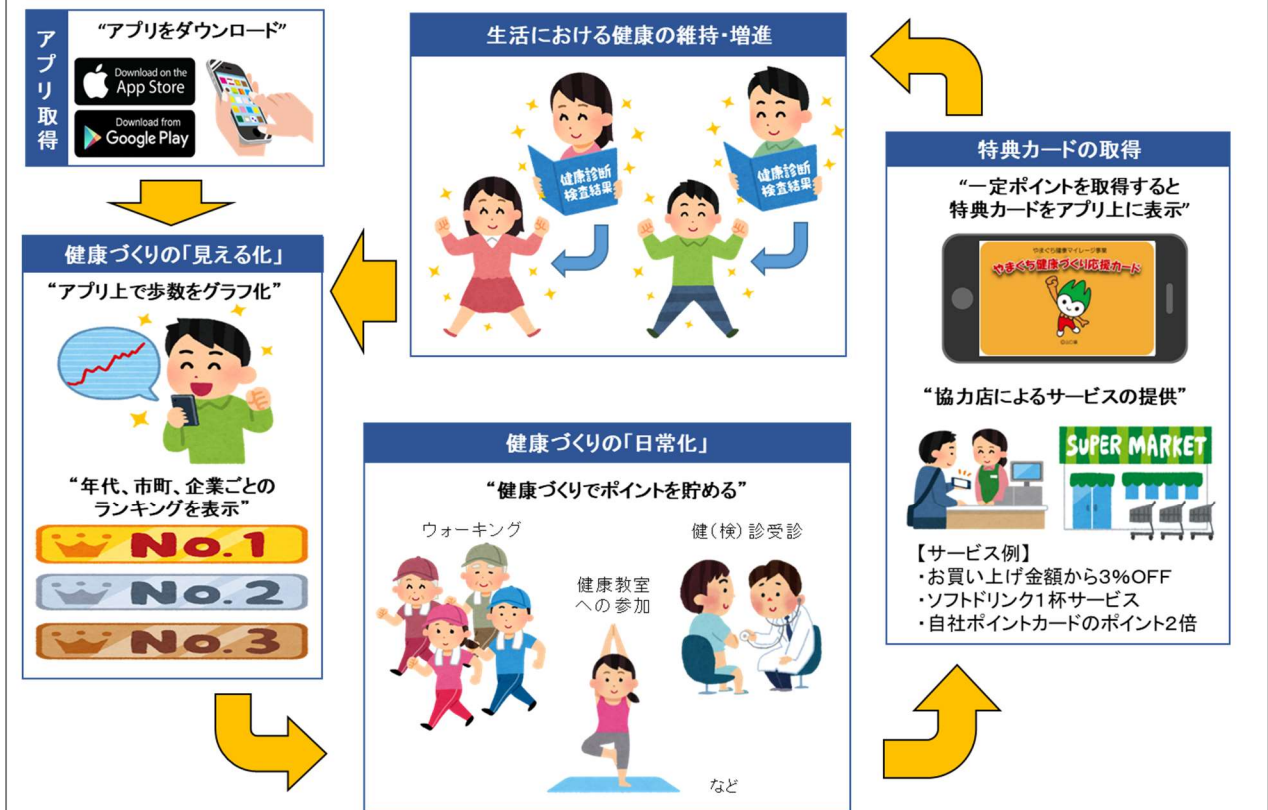 アプリ取得
“アプリをダウンロード”
Download on the
App Store
Download from
Google Play
健康づくりの「見える化」
“アプリ上で歩数をグラフ化”
“年代、市町、企業ごとの
ランキングを表示”
No.1
No.2
No.3
健康づくりの「日常化」
“健康づくりでポイントを貯める”
ウォーキング
健康教室
への参加
健(検)診受診
など
特典カードの取得
“一定ポイントを取得すると
特典カードをアプリ上に表示”
やまぐち健康マイレージ事業
やまぐち健康づくり応援カード
“協力店によるサービスの提供”
SUPER MARKET
【サービス例】
・お買い上げ金額から3%OFF
・ソフトドリンク1杯サービス
・自社ポイントカードのポイント2倍
生活における健康の維持・増進
健康診断
検査結果
健康診断
検査結果